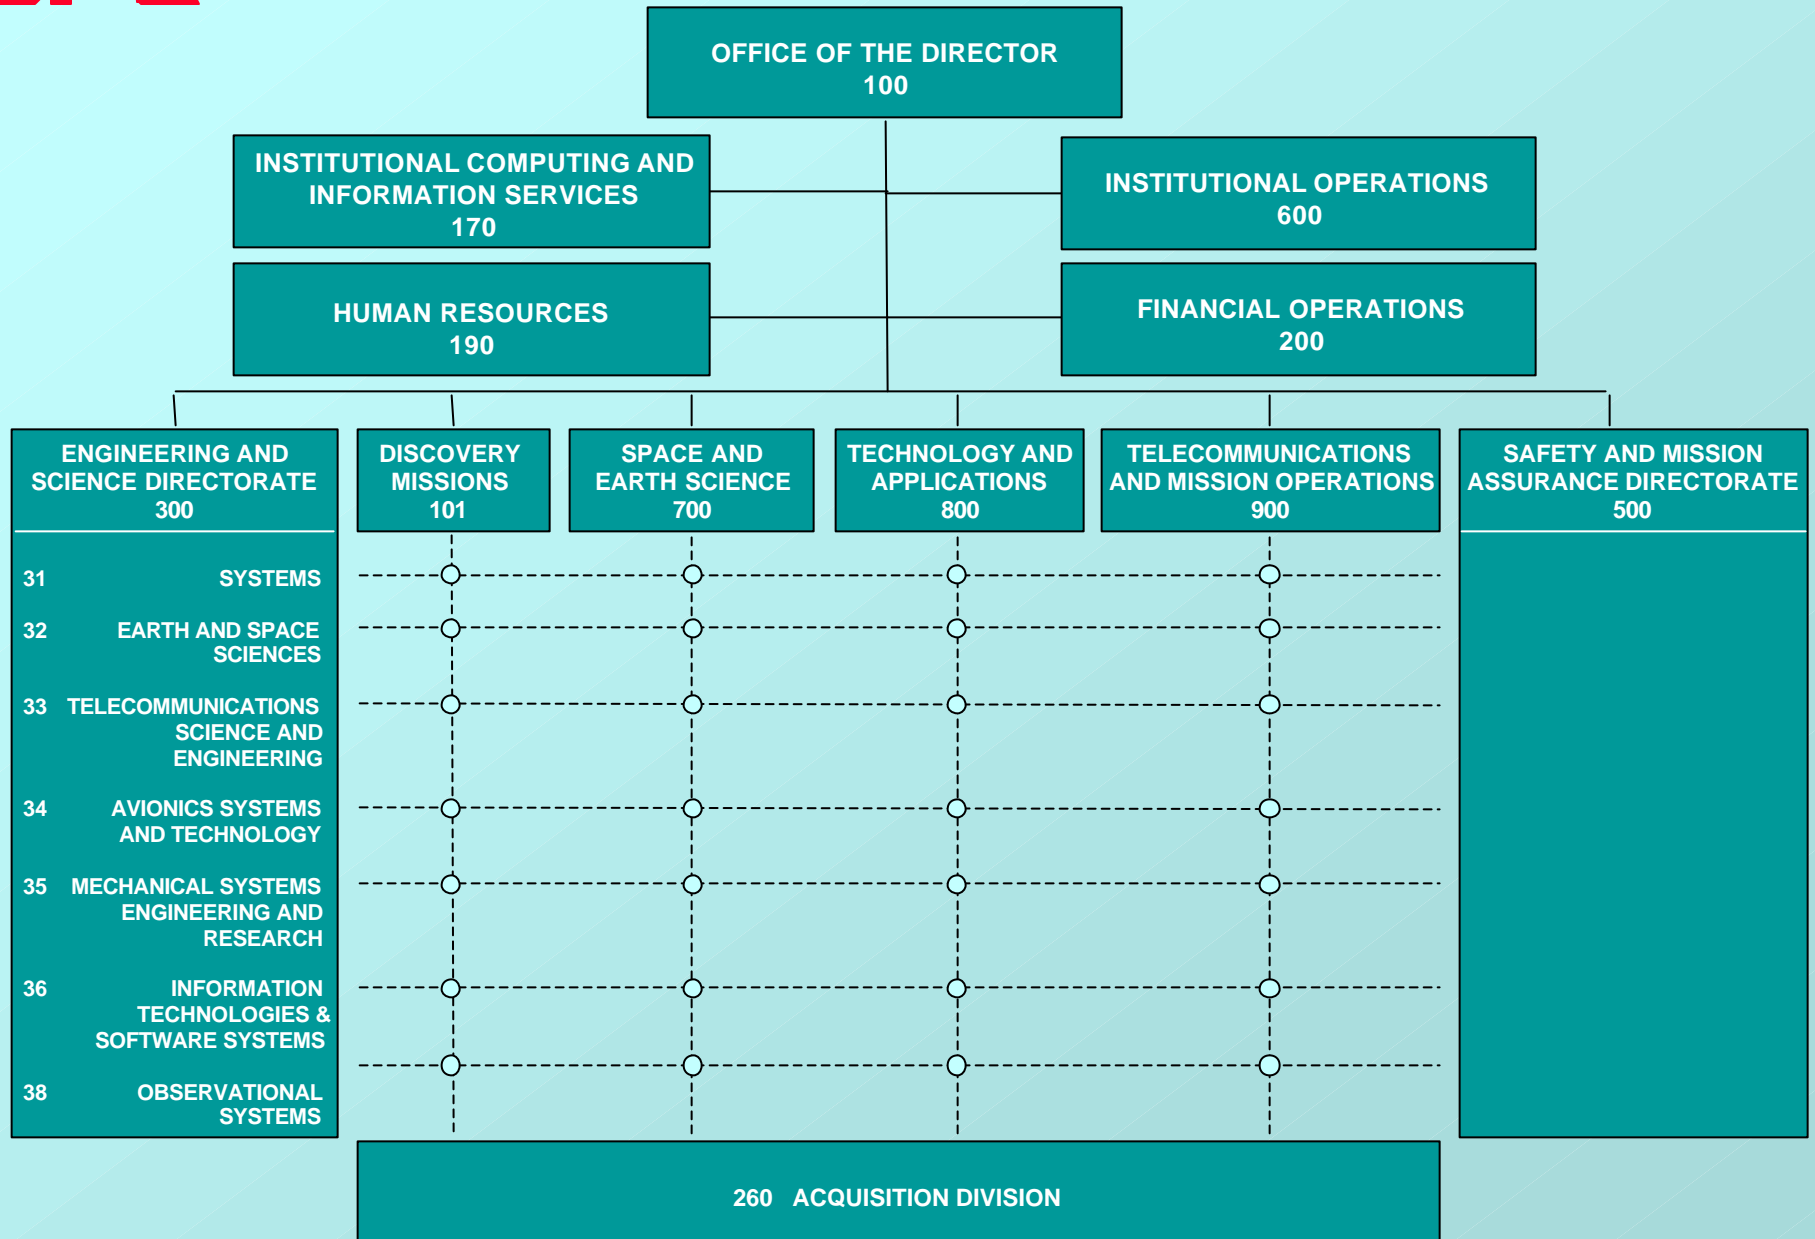 OFFICE OF THE DIRECTOR
100
INSTITUTIONAL COMPUTING AND
INFORMATION SERVICES
170
INSTITUTIONAL OPERATIONS
600
HUMAN RESOURCES
190
FINANCIAL OPERATIONS
200
ENGINEERING AND
SCIENCE DIRECTORATE
300
DISCOVERY
MISSIONS
101
SPACE AND
EARTH SCIENCE
700
TECHNOLOGY AND
APPLICATIONS
800
TELECOMMUNICATIONS
AND MISSION OPERATIONS
900
SAFETY AND MISSION
ASSURANCE DIRECTORATE
500
31 SYSTEMS
32 EARTH AND SPACE
SCIENCES
33 TELECOMMUNICATIONS
SCIENCE AND
ENGINEERING
34 AVIONICS SYSTEMS
AND TECHNOLOGY
35 MECHANICAL SYSTEMS
ENGINEERING AND
RESEARCH
36 INFORMATION
TECHNOLOGIES &
SOFTWARE SYSTEMS
38 OBSERVATIONAL
SYSTEMS
260 ACQUISITION DIVISION